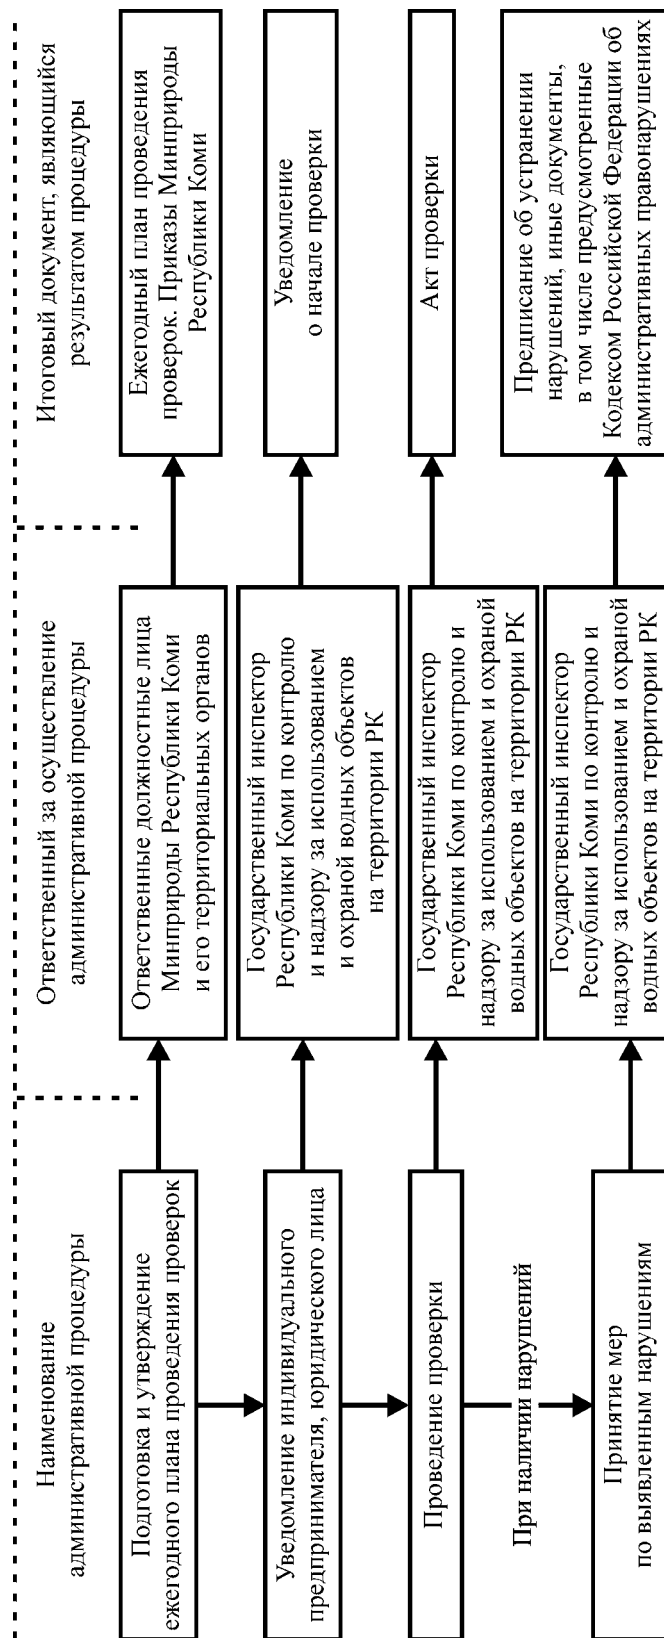 Наименование
административной процедуры
Ответственный за осуществление
административной процедуры
Итоговый документ, являющийся
результатом процедуры
Подготовка и утверждение
ежегодного плана проведения проверок
Ответственные должностные лица
Минприроды Республики Коми
и его территориальных органов
Ежегодный план проведения
проверок. Приказы Минприроды
Республики Коми
Уведомление индивидуального
предпринимателя, юридического лица
Государственный инспектор
Республики Коми по контролю
и надзору за использованием
и охраной водных объектов
на территории РК
Уведомление
о начале проверки
Проведение проверки
Государственный инспектор
Республики Коми по контролю и
надзору за использованием и охраной
водных объектов на территории РК
Акт проверки
При наличии нарушений
Принятие мер
по выявленным нарушениям
Государственный инспектор
Республики Коми по контролю и
надзору за использованием и охраной
водных объектов на территории РК
Предписание об устранении
нарушений, иные документы,
в том числе предусмотренные
Кодексом Российской Федерации об
административных правонарушениях